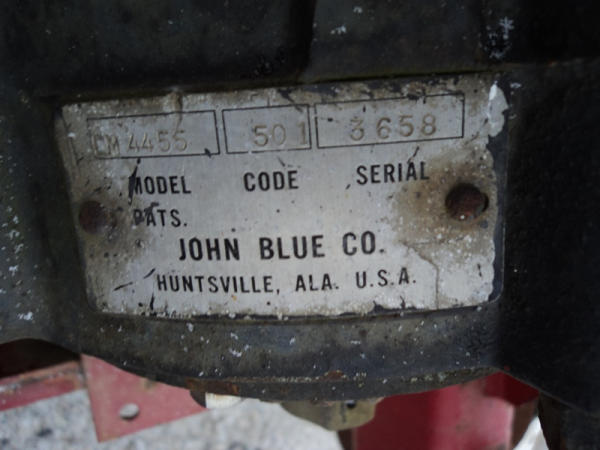 CM 4455 501 3658
MODEL CODE SERIAL
PATS.
JOHN BLUE CO.
HUNTSVILLE, ALA. U.S.A.